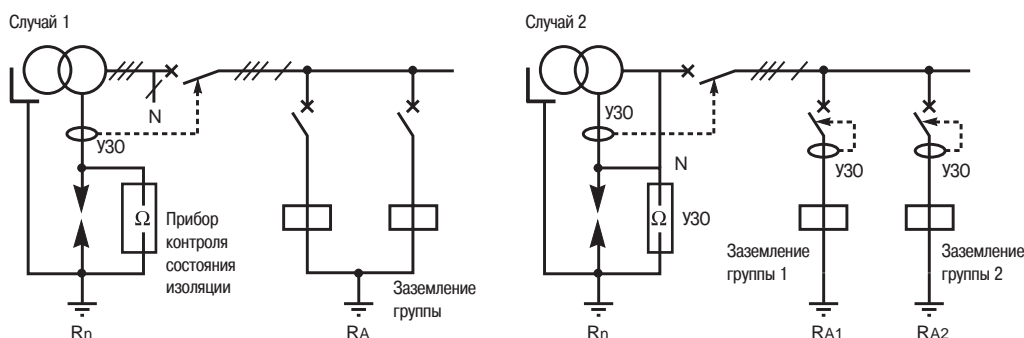 Случай 1
N
УЗО
Ω
Прибор
контроля
состояния
изоляции
Заземление
группы
Rn
RA
Случай 2
УЗО
N
Ω
УЗО
УЗО
УЗО
Заземление
группы 1
Заземление
группы 2
Rn
RA1
RA2